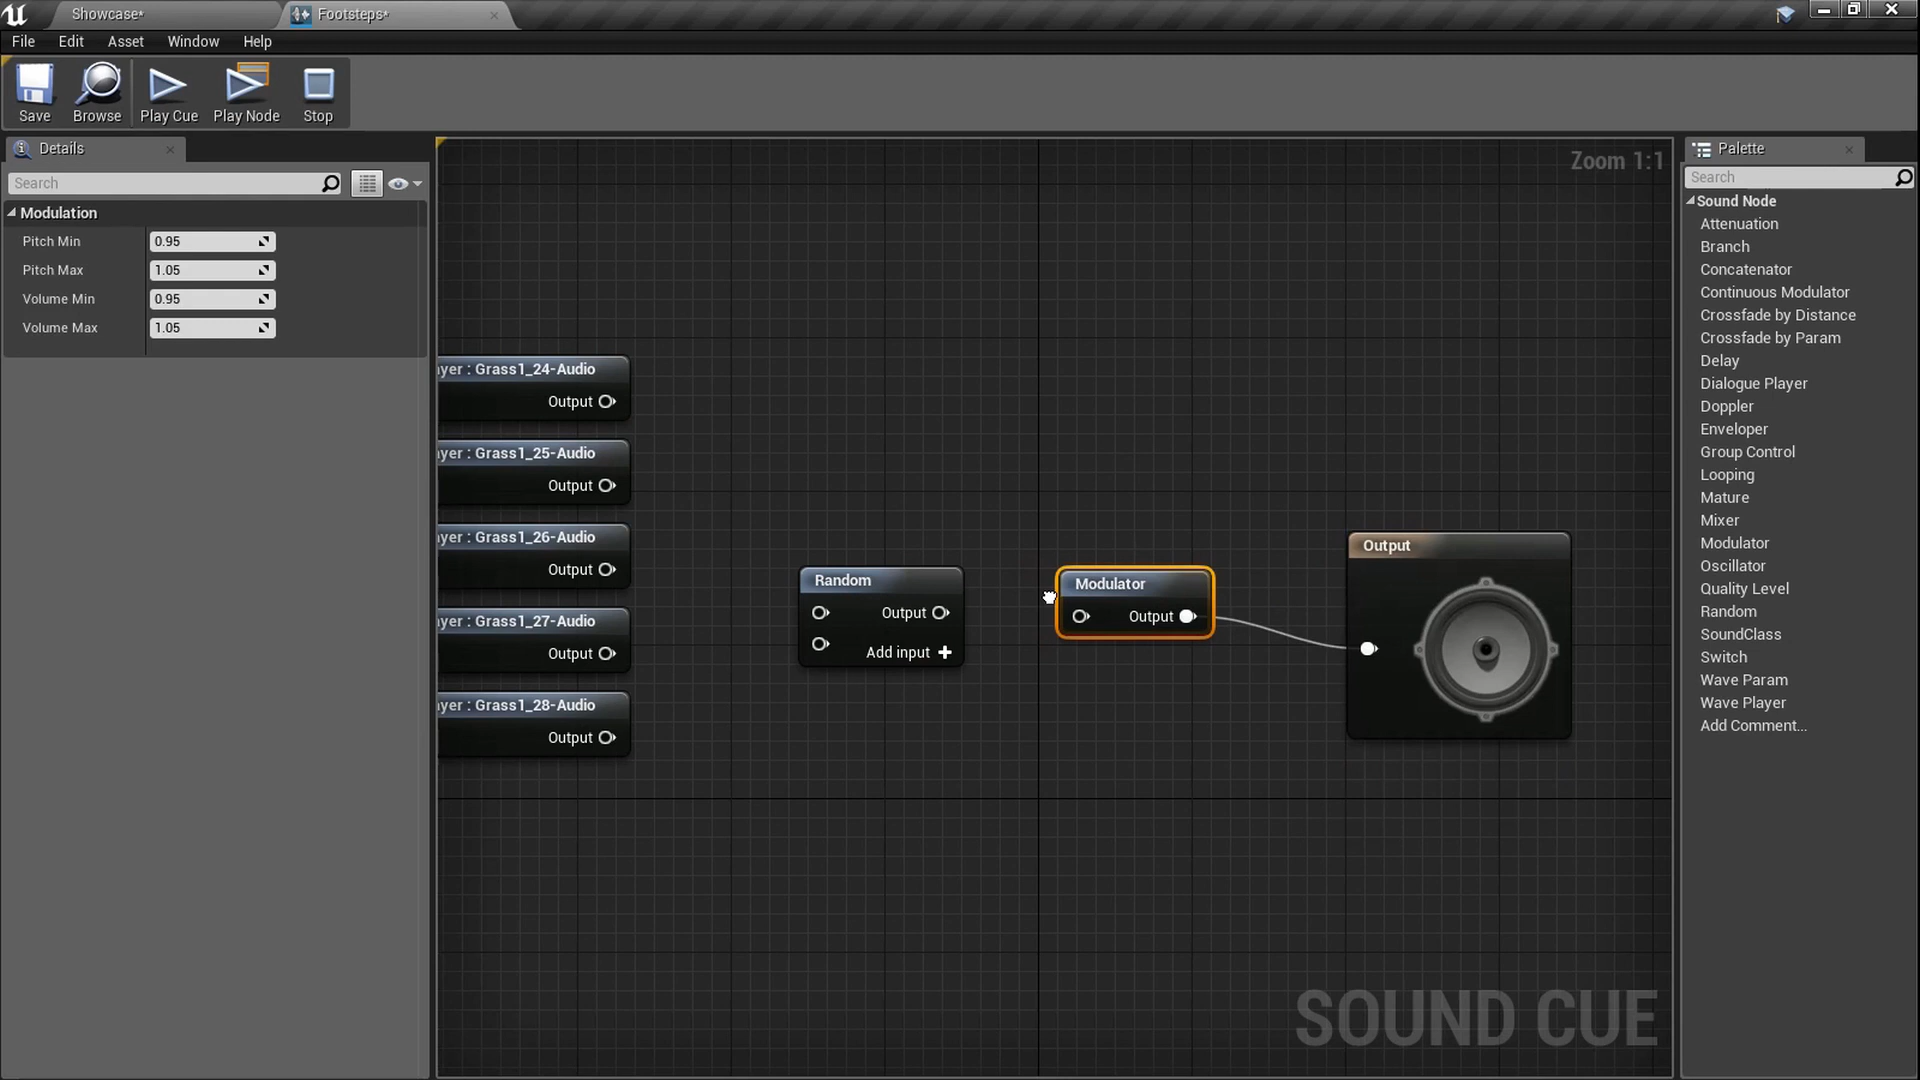 Showcase*
Footsteps*
File Edit Asset Window Help
Save Browse Play Cue Play Node Stop
Details
Search
Modulation
Pitch Min 0.95
Pitch Max 1.05
Volume Min 0.95
Volume Max 1.05
Zoom 1:1
ayer : Grass1_24-Audio
Output
ayer : Grass1_25-Audio
Output
ayer : Grass1_26-Audio
Output
ayer : Grass1_27-Audio
Output
ayer : Grass1_28-Audio
Output
Random
Output
Add input
Modulator
Output
Output
SOUND CUE
Palette
Search
Sound Node
Attenuation
Branch
Concatenator
Continuous Modulator
Crossfade by Distance
Crossfade by Param
Delay
Dialogue Player
Doppler
Enveloper
Group Control
Looping
Mature
Mixer
Modulator
Oscillator
Quality Level
Random
SoundClass
Switch
Wave Param
Wave Player
Add Comment...